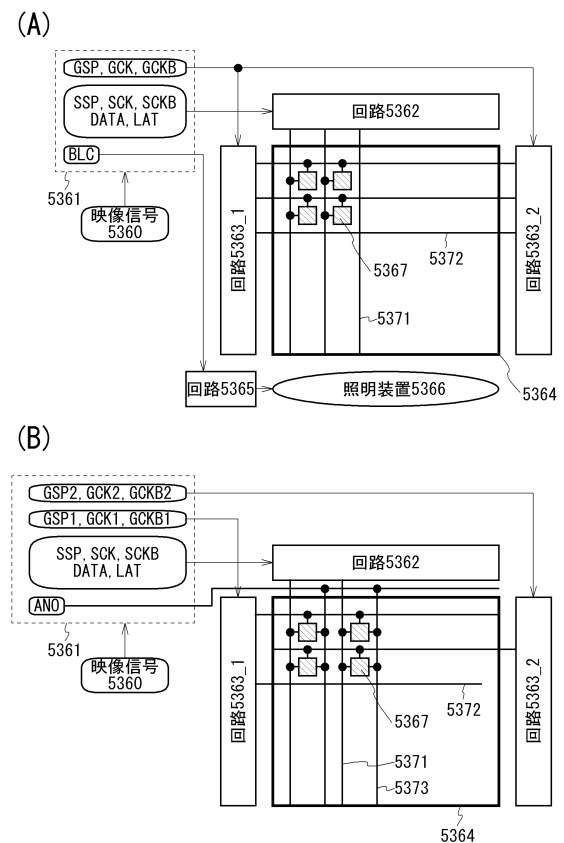 (A)
GSP, GCK, GCKB
SSP, SCK, SCKB
DATA, LAT
BLC
5361
映像信号
5360
回路5362
回路5363_1
回路5363_2
5367
5372
5371
5364
回路5365
照明装置5366
(B)
GSP2, GCK2, GCKB2
GSP1, GCK1, GCKB1
SSP, SCK, SCKB
DATA, LAT
ANO
5361
映像信号
5360
回路5362
回路5363_1
回路5363_2
5367
5372
5371
5373
5364